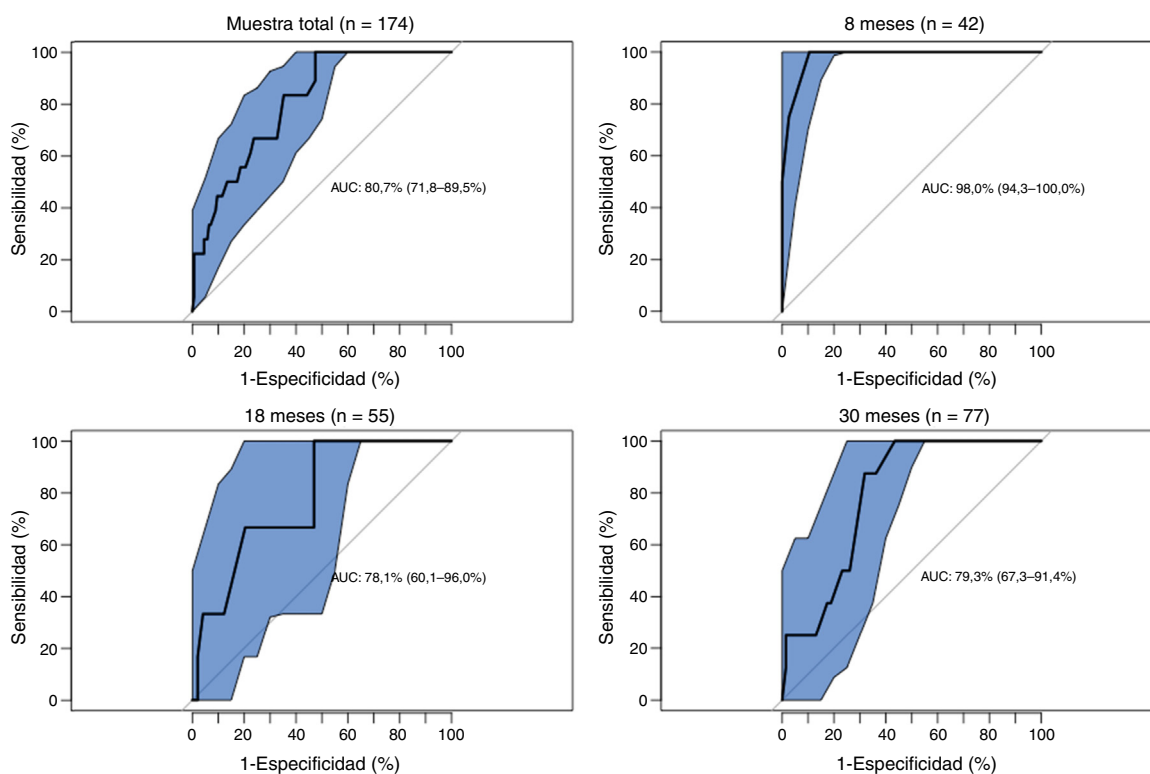 Muestra total (n = 174)
100
80
60
40
20
0
Sensibilidad (%)
AUC: 80,7% (71,8–89,5%)
0 20 40 60 80 100
1-Especificidad (%)
8 meses (n = 42)
100
80
60
40
20
0
Sensibilidad (%)
AUC: 98,0% (94,3–100,0%)
0 20 40 60 80 100
1-Especificidad (%)
18 meses (n = 55)
100
80
60
40
20
0
Sensibilidad (%)
AUC: 78,1% (60,1–96,0%)
0 20 40 60 80 100
1-Especificidad (%)
30 meses (n = 77)
100
80
60
40
20
0
Sensibilidad (%)
AUC: 79,3% (67,3–91,4%)
0 20 40 60 80 100
1-Especificidad (%)